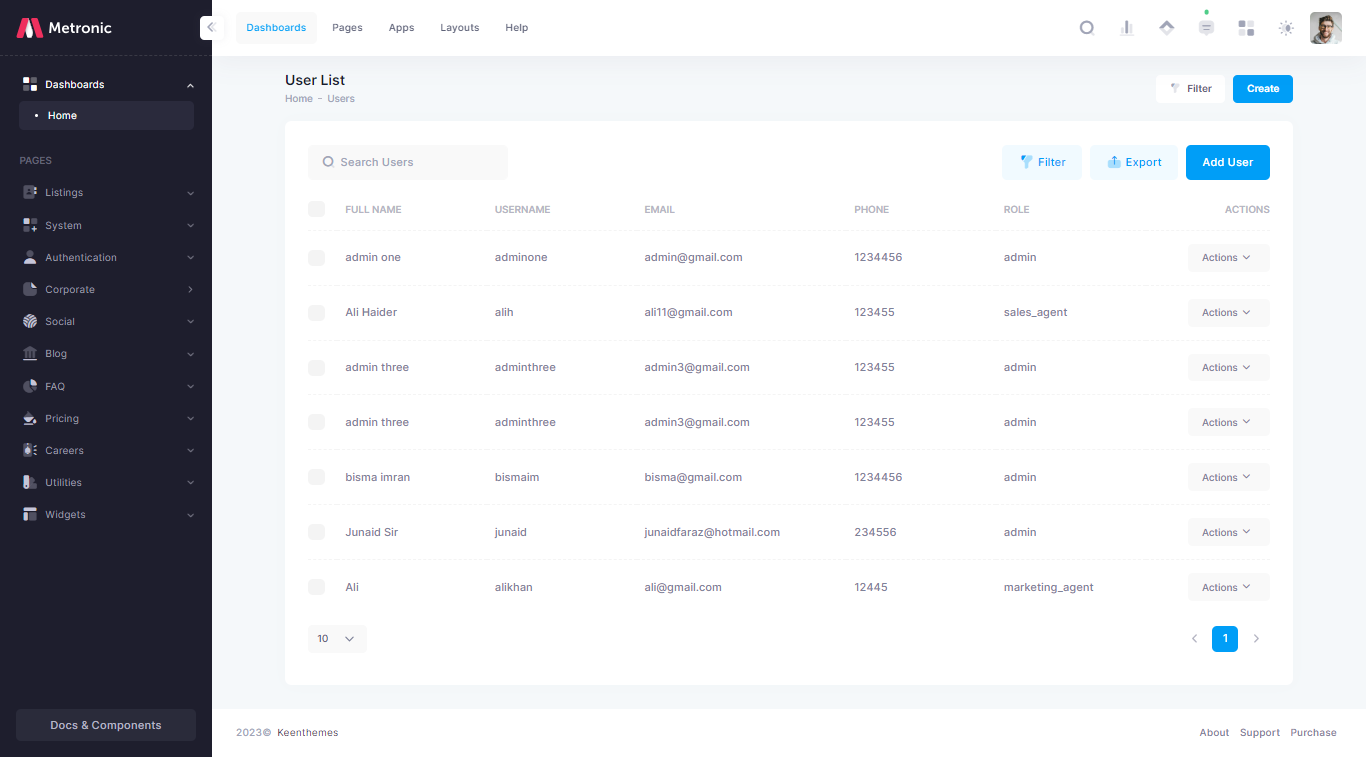 Metronic
Dashboards Pages Apps Layouts Help
Dashboards
Home
PAGES
Listings
System
Authentication
Corporate
Social
Blog
FAQ
Pricing
Careers
Utilities
Widgets
Docs & Components
User List
Home - Users
Filter Create
Search Users
Filter Export Add User
FULL NAME USERNAME EMAIL PHONE ROLE ACTIONS
admin one adminone admin@gmail.com 1234456 admin Actions
Ali Haider alih ali11@gmail.com 123455 sales_agent Actions
admin three adminthree admin3@gmail.com 123455 admin Actions
admin three adminthree admin3@gmail.com 123455 admin Actions
bisma imran bismaim bisma@gmail.com 1234456 admin Actions
Junaid Sir junaid junaidfaraz@hotmail.com 234556 admin Actions
Ali alikhan ali@gmail.com 12445 marketing_agent Actions
10 1
2023© Keenthemes About Support Purchase